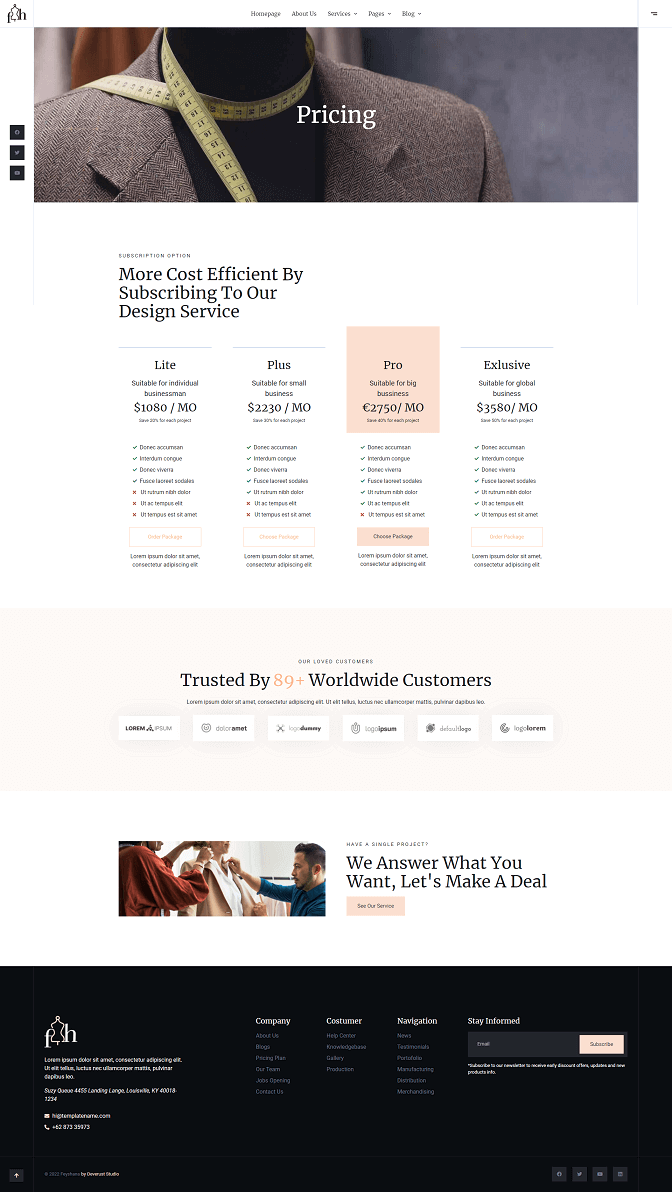 fsh
Homepage About Us Services Pages Blog
Pricing
SUBSCRIPTION OPTION
More Cost Efficient By
Subscribing To Our
Design Service
Lite
Suitable for individual
businessman
$1080 / MO
Save 20% for each project
Donec accumsan
Interdum congue
Donec viverra
Fusce laoreet sodales
Ut rutrum nibh dolor
Ut ac tempus elit
Ut tempus est sit amet
Order Package
Lorem ipsum dolor sit amet,
consectetur adipiscing elit
Plus
Suitable for small
business
$2230 / MO
Save 30% for each project
Donec accumsan
Interdum congue
Donec viverra
Fusce laoreet sodales
Ut rutrum nibh dolor
Ut ac tempus elit
Ut tempus est sit amet
Choose Package
Lorem ipsum dolor sit amet,
consectetur adipiscing elit
Pro
Suitable for big
bussiness
€2750/ MO
Save 40% for each project
Donec accumsan
Interdum congue
Donec viverra
Fusce laoreet sodales
Ut rutrum nibh dolor
Ut ac tempus elit
Ut tempus est sit amet
Choose Package
Lorem ipsum dolor sit amet,
consectetur adipiscing elit
Exlusive
Suitable for global
business
$3580/ MO
Save 50% for each project
Donec accumsan
Interdum congue
Donec viverra
Fusce laoreet sodales
Ut rutrum nibh dolor
Ut ac tempus elit
Ut tempus est sit amet
Order Package
Lorem ipsum dolor sit amet,
consectetur adipiscing elit
OUR LOVED CUSTOMERS
Trusted By 89+ Worldwide Customers
Lorem ipsum dolor sit amet, consectetur adipiscing elit. Ut elit tellus, luctus nec ullamcorper mattis, pulvinar dapibus leo.
LOREM IPSUM doloramet logodummy logoipsum defaultlogo logolorem
HAVE A SINGLE PROJECT?
We Answer What You
Want, Let's Make A Deal
See Our Service
fsh
Lorem ipsum dolor sit amet, consectetur adipiscing elit.
Ut elit tellus, luctus nec ullamcorper mattis, pulvinar
dapibus leo.
Suzy Queue 4455 Landing Lange, Louisville, KY 40018-
1234
hi@templatename.com
+62 873 35973
Company
About Us
Blogs
Pricing Plan
Our Team
Jobs Opening
Contact Us
Costumer
Help Center
Knowledgebase
Gallery
Production
Navigation
News
Testimonials
Portofolio
Manufacturing
Distribution
Merchandising
Stay Informed
Email Subscribe
*Subscribe to our newsletter to receive early discount offers, updates and new
products info.
© 2022 Feyshane by Deverust Studio